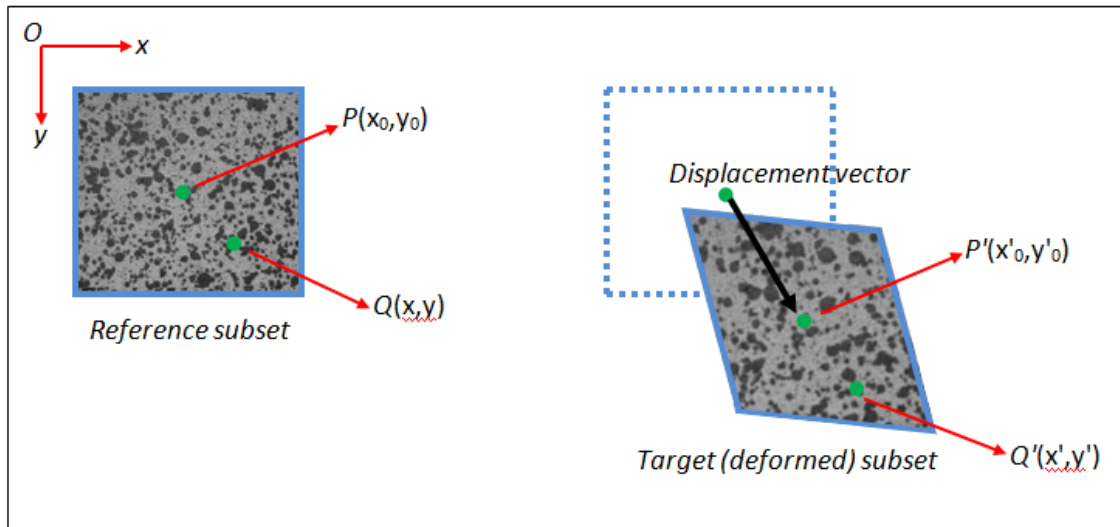 O
x
y
P(x₀,y₀)
Q(x,y)
Reference subset
Displacement vector
P'(x'₀,y'₀)
Q'(x',y')
Target (deformed) subset